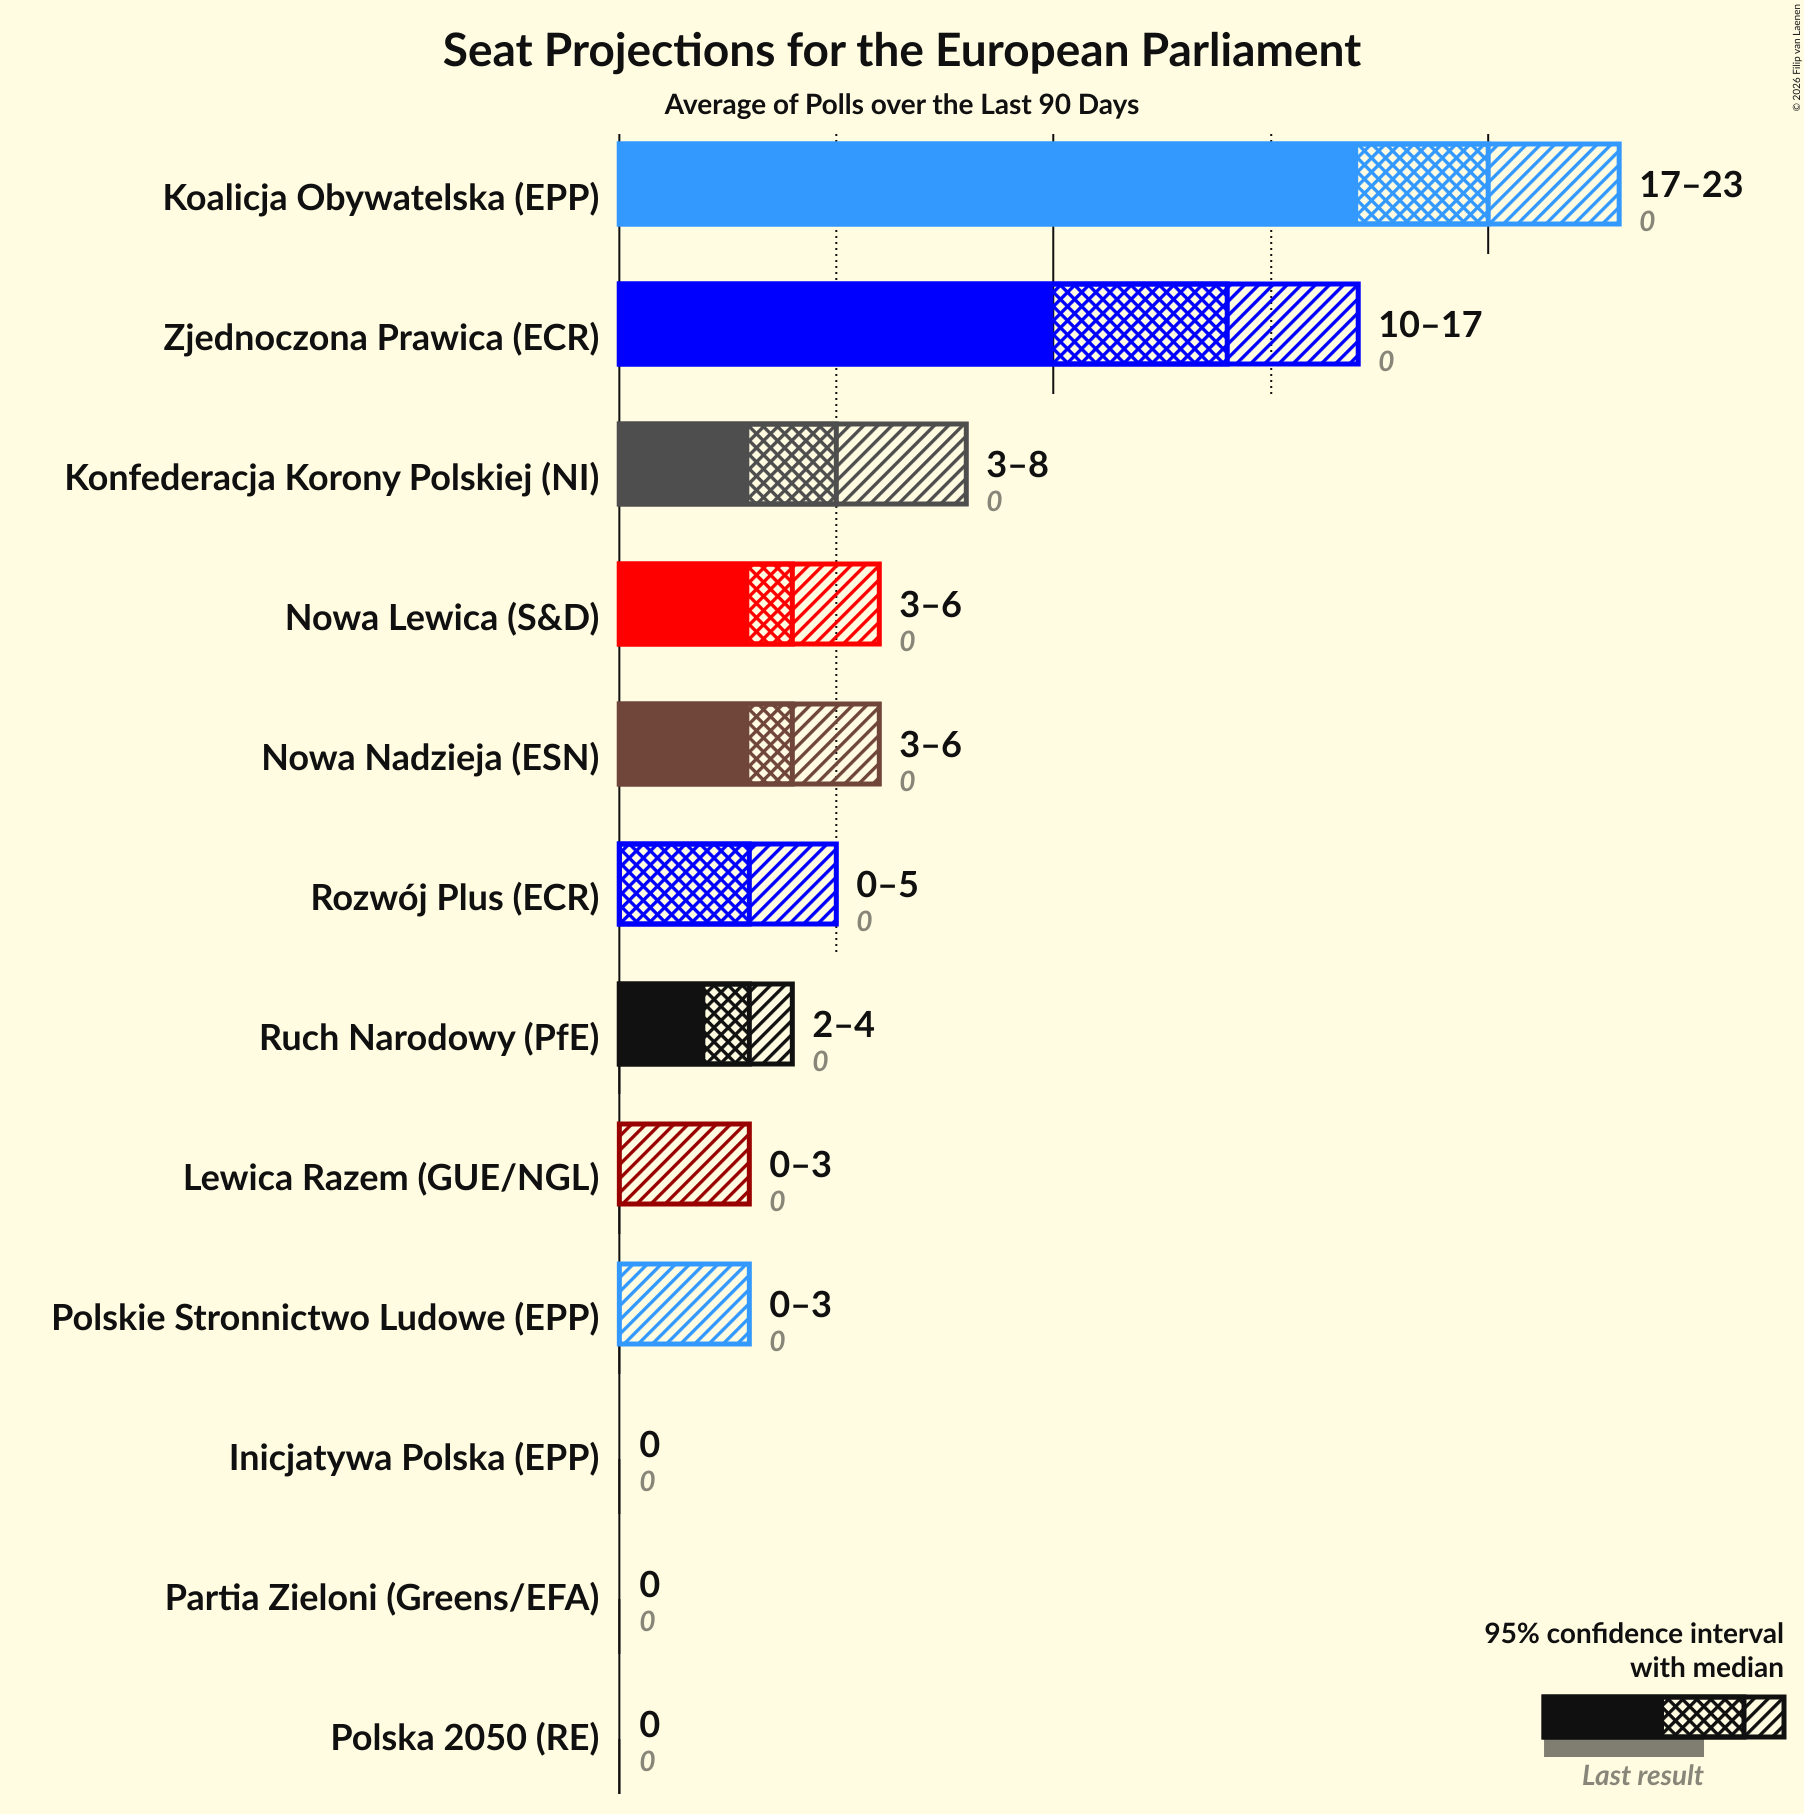 Seat Projections for the European Parliament
Average of Polls over the Last 90 Days
© 2026 Filip van Laenen
Koalicja Obywatelska (EPP)
17–23
0
Zjednoczona Prawica (ECR)
10–17
0
Konfederacja Korony Polskiej (NI)
3–8
0
Nowa Lewica (S&D)
3–6
0
Nowa Nadzieja (ESN)
3–6
0
Rozwój Plus (ECR)
0–5
0
Ruch Narodowy (PfE)
2–4
0
Lewica Razem (GUE/NGL)
0–3
0
Polskie Stronnictwo Ludowe (EPP)
0–3
0
Inicjatywa Polska (EPP)
0
0
Partia Zieloni (Greens/EFA)
0
0
Polska 2050 (RE)
0
0
95% confidence interval
with median
Last result